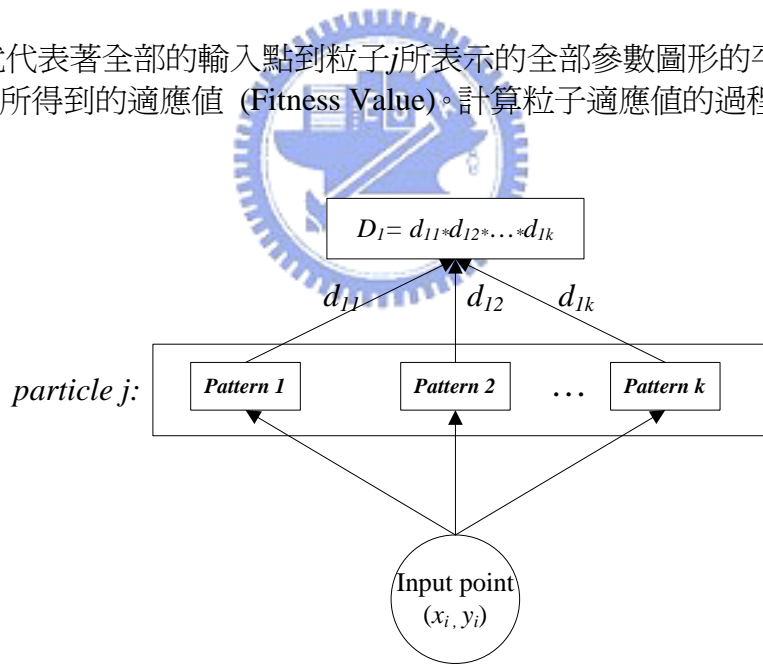 代表著全部的輸入點到粒子j所表示的全部參數圖形的
所得到的適應值 (Fitness Value)。計算粒子適應值的過程
D1= d11*d12*…*d1k
d11 d12 d1k
particle j: Pattern 1 Pattern 2 … Pattern k
Input point
(xi , yi)